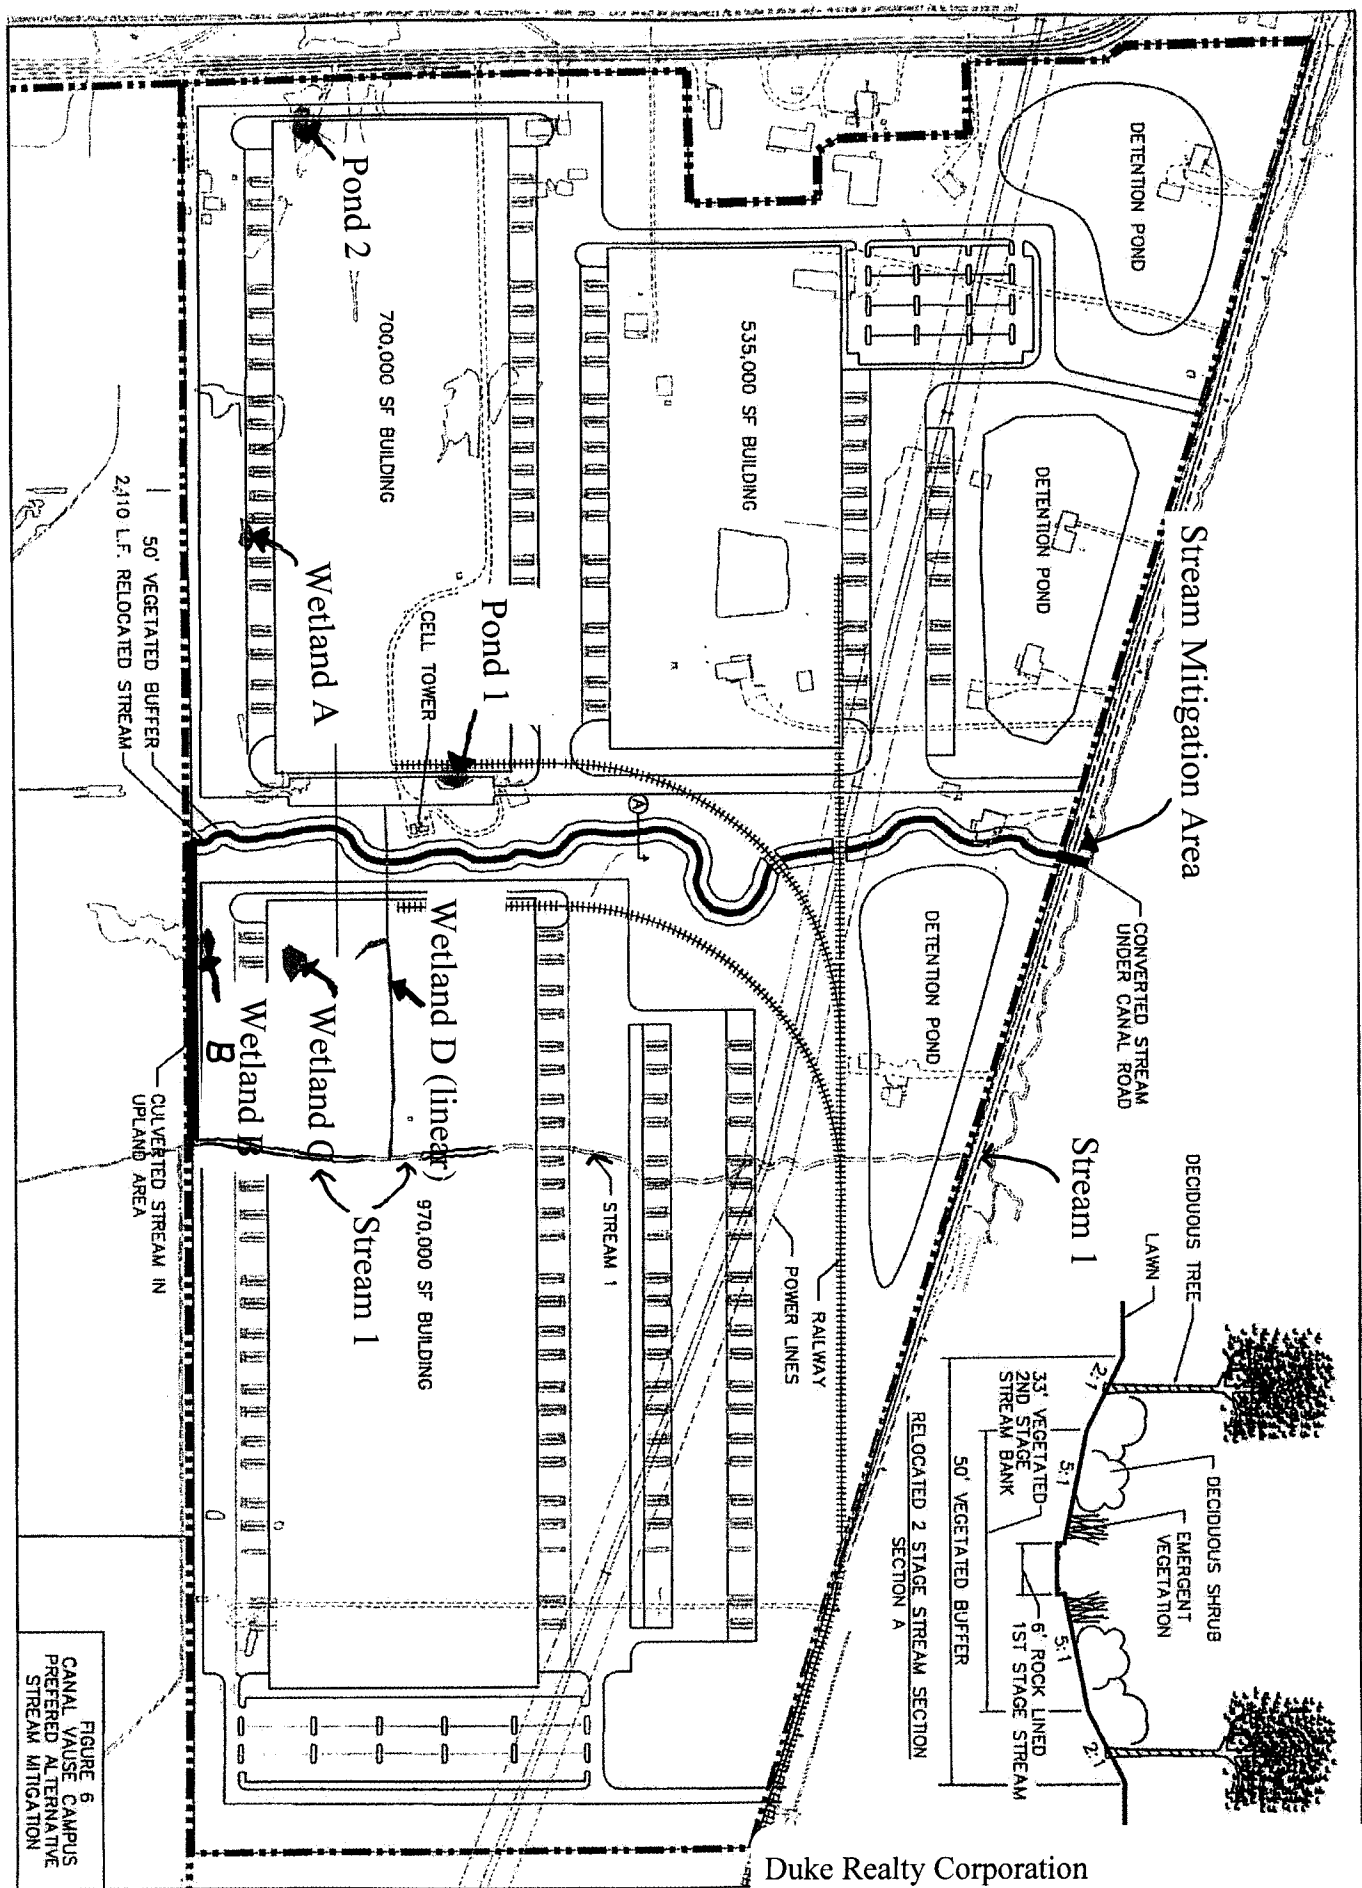 DETENTION POND
Pond 2
700,000 SF BUILDING
535,000 SF BUILDING
DETENTION POND
Stream Mitigation Area
Wetland A
Pond 1
CELL TOWER
50' VEGETATED BUFFER
2,110 L.F. RELOCATED STREAM
A
CONVERTED STREAM
UNDER CANAL ROAD
DETENTION POND
Wetland D (linear)
Wetland C
Wetland B
B
CULVERTED STREAM IN
UPLAND AREA
Stream 1
Stream 1
STREAM 1
970,000 SF BUILDING
RAILWAY
POWER LINES
DECIDUOUS TREE
LAWN
DECIDUOUS SHRUB
EMERGENT
VEGETATION
2:1
5:1
5:1
2:1
33' VEGETATED
2ND STAGE
STREAM BANK
6' ROCK LINED
1ST STAGE STREAM
50' VEGETATED BUFFER
RELOCATED 2 STAGE STREAM SECTION
SECTION A
FIGURE 6
CANAL VAUSE CAMPUS
PREFERED ALTERNATIVE
STREAM MITIGATION
Duke Realty Corporation